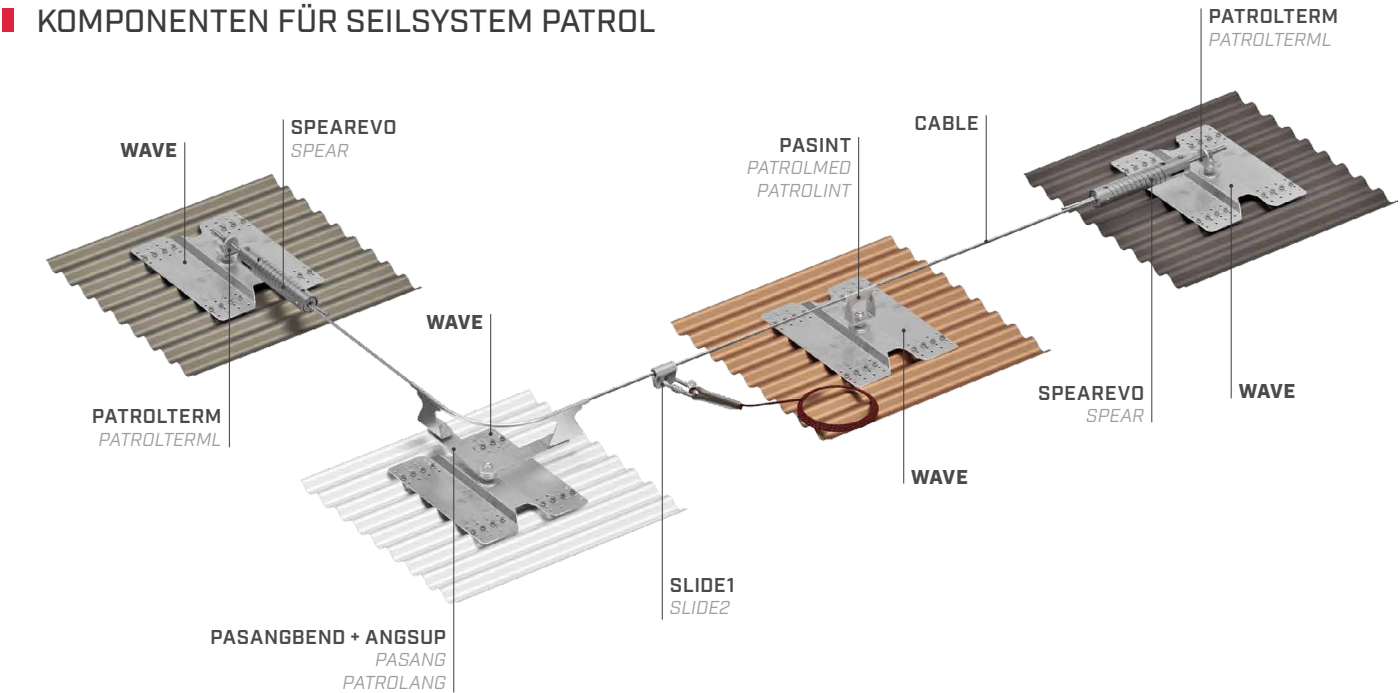 KOMPONENTEN FÜR SEILSYSTEM PATROL
PATROLTERM
PATROLTERML
SPEAREVO
SPEAR
WAVE
CABLE
PASINT
PATROLMED
PATROLINT
WAVE
PATROLTERM
PATROLTERML
SPEAREVO
SPEAR
WAVE
WAVE
SLIDE1
SLIDE2
PASANGBEND + ANGSUP
PASANG
PATROLANG